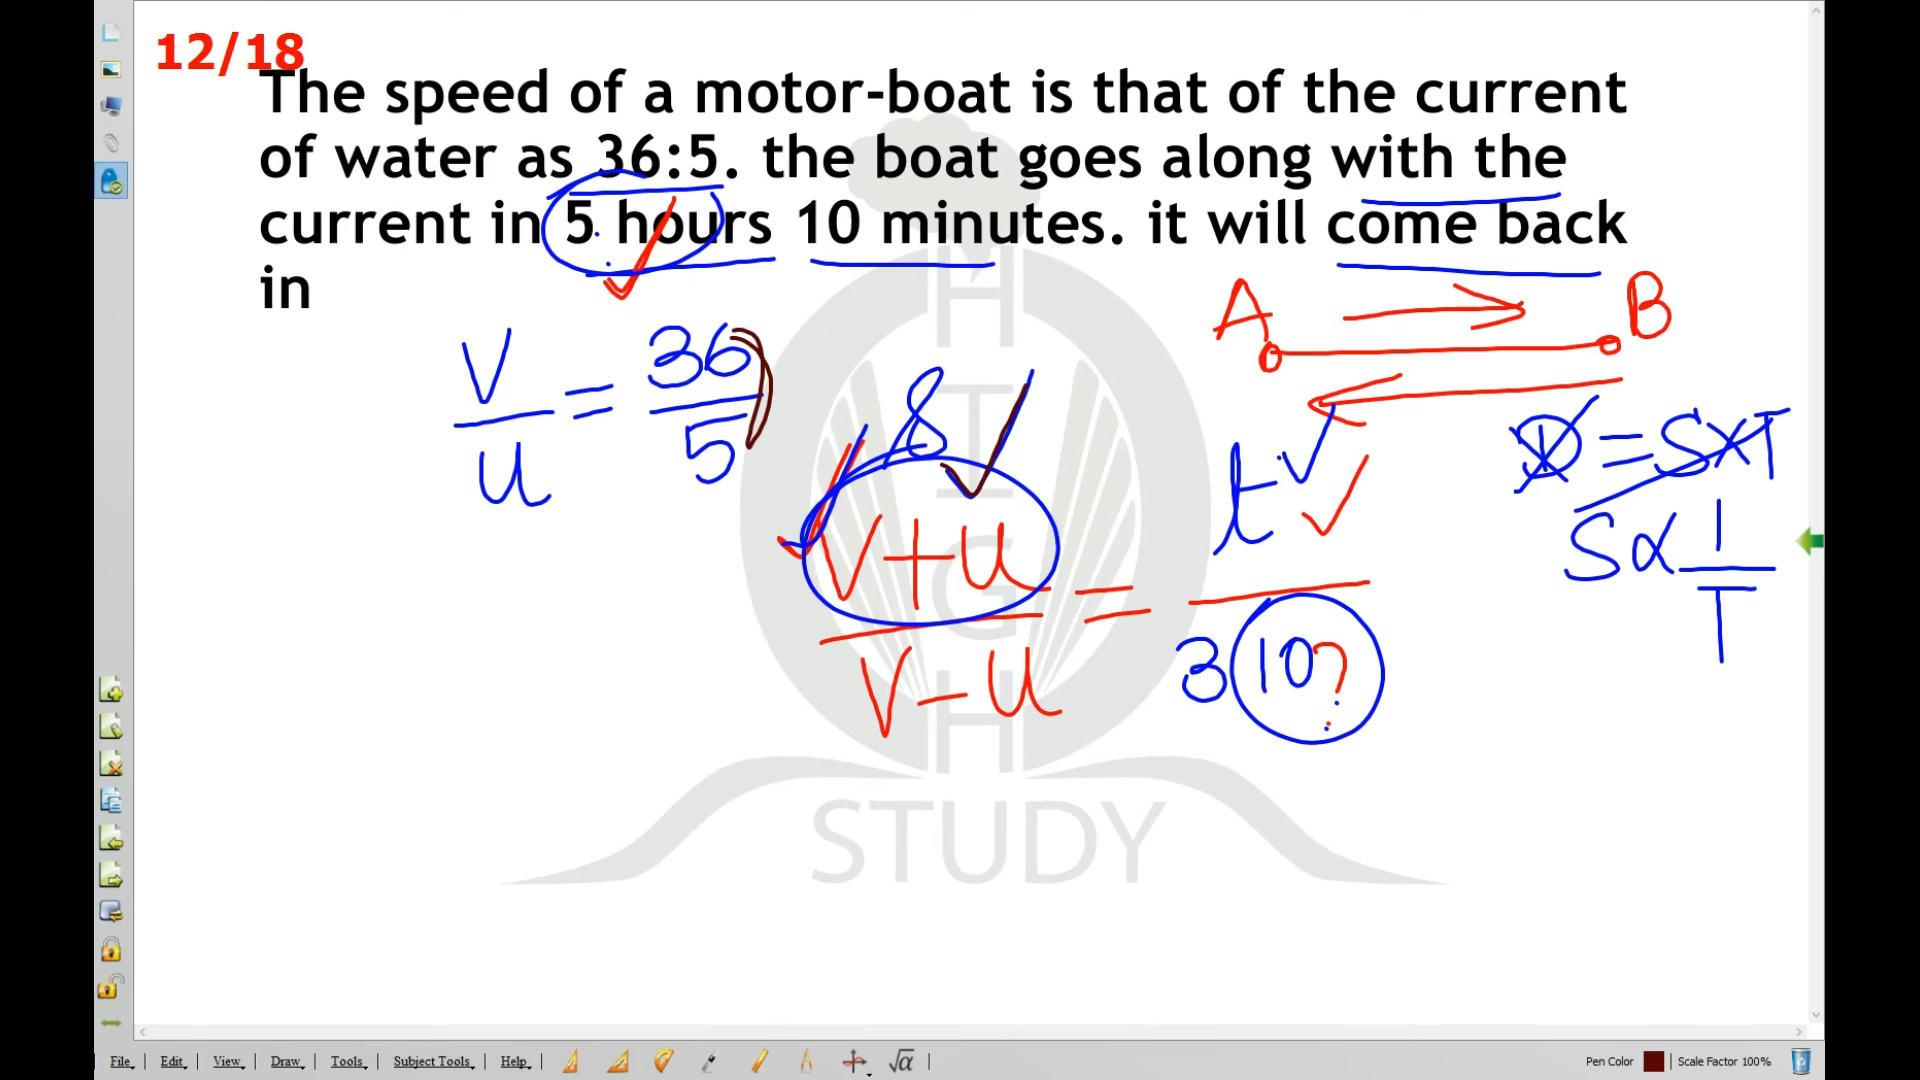 12/18
The speed of a motor-boat is that of the current
of water as 36:5. the boat goes along with the
current in 5 hours 10 minutes. it will come back
in
A B
V/u = 36/5
8
V+u/V-u = t/310?
D = S×T
S∝1/T
HIGH
STUDY
File Edit View Draw Tools Subject Tools Help
√α
Pen Color Scale Factor 100%